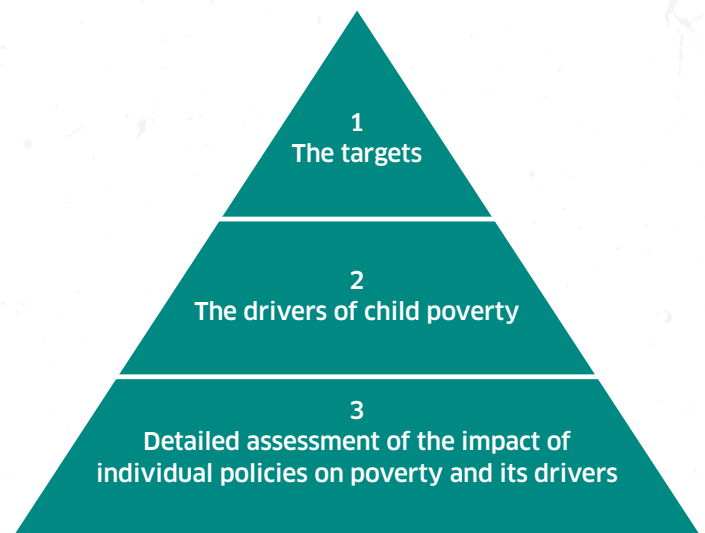 1
The targets
2
The drivers of child poverty
3
Detailed assessment of the impact of
individual policies on poverty and its drivers